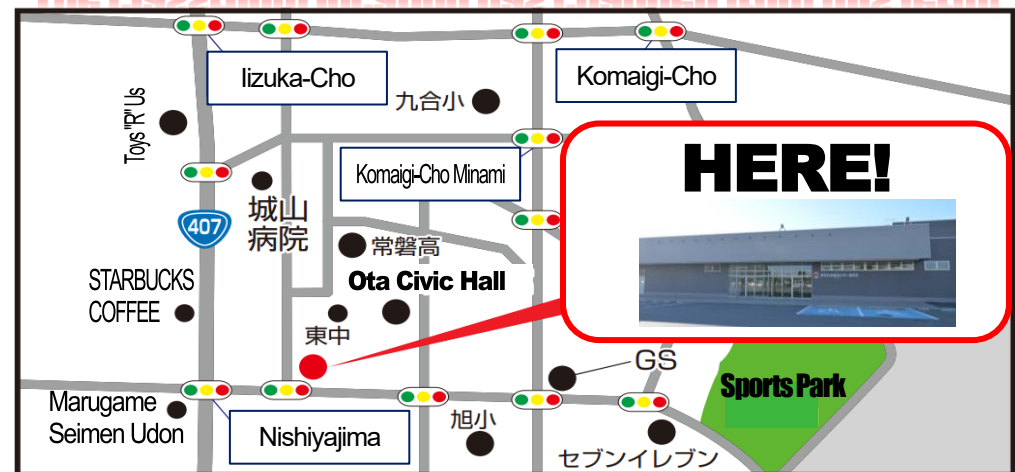 Iizuka-Cho
Komaigi-Cho
九合小
Toys "R" Us
HERE!
Komaigi-Cho Minami
407
城山
病院
常磐高
STARBUCKS
COFFEE
Ota Civic Hall
東中
GS
Sports Park
Marugame
Seimen Udon
Nishiyajima
旭小
セブンイレブン